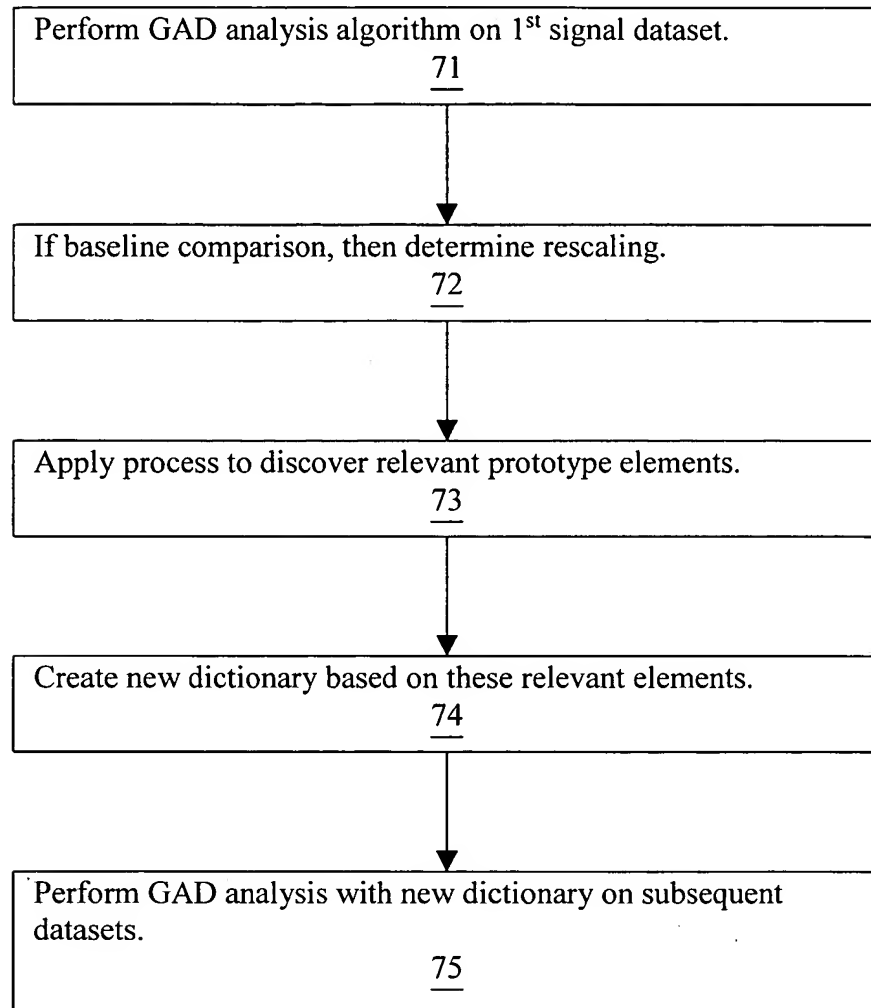 Perform GAD analysis algorithm on 1st signal dataset.
71
If baseline comparison, then determine rescaling.
72
Apply process to discover relevant prototype elements.
73
Create new dictionary based on these relevant elements.
74
Perform GAD analysis with new dictionary on subsequent
datasets.
75